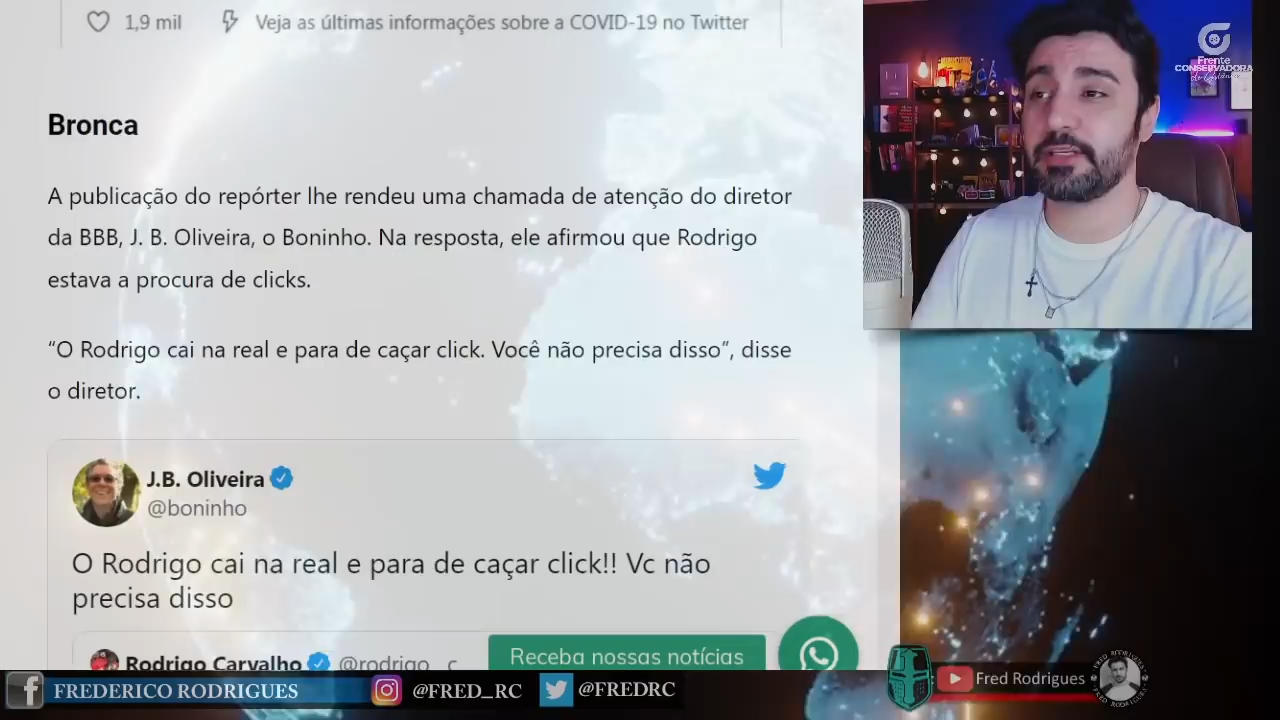 1,9 mil Veja as últimas informações sobre a COVID-19 no Twitter
Frente
CONSERVADORA
Bronca
A publicação do repórter lhe rendeu uma chamada de atenção do diretor
da BBB, J. B. Oliveira, o Boninho. Na resposta, ele afirmou que Rodrigo
estava a procura de clicks.
“O Rodrigo cai na real e para de caçar click. Você não precisa disso”, disse
o diretor.
J.B. Oliveira
@boninho
O Rodrigo cai na real e para de caçar click!! Vc não
precisa disso
Rodrigo Carvalho @rodrigo_c
Receba nossas notícias
FREDERICO RODRIGUES @FRED_RC @FREDRC
Fred Rodrigues
FRED RODRIGUES